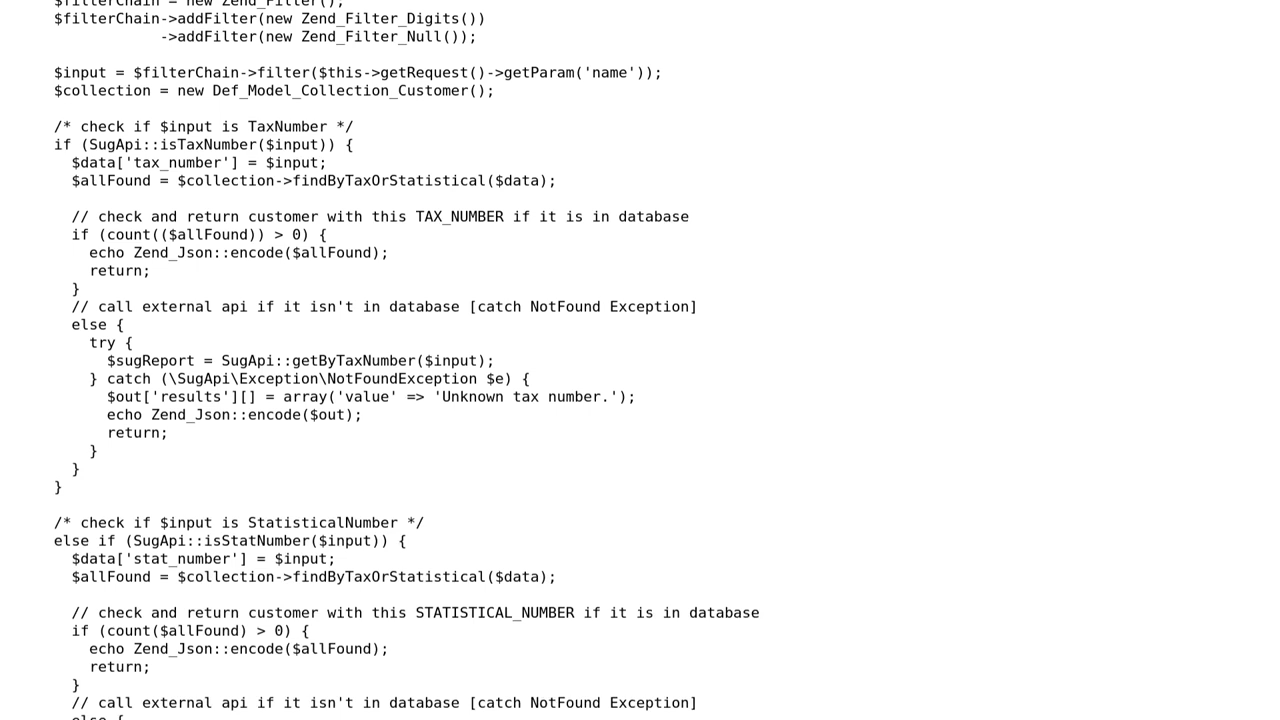 $filterChain = new Zend_Filter();
$filterChain->addFilter(new Zend_Filter_Digits())
            ->addFilter(new Zend_Filter_Null());

$input = $filterChain->filter($this->getRequest()->getParam('name'));
$collection = new Def_Model_Collection_Customer();

/* check if $input is TaxNumber */
if (SugApi::isTaxNumber($input)) {
  $data['tax_number'] = $input;
  $allFound = $collection->findByTaxOrStatistical($data);

  // check and return customer with this TAX_NUMBER if it is in database
  if (count(($allFound)) > 0) {
    echo Zend_Json::encode($allFound);
    return;
  }
  // call external api if it isn't in database [catch NotFound Exception]
  else {
    try {
      $sugReport = SugApi::getByTaxNumber($input);
    } catch (\SugApi\Exception\NotFoundException $e) {
      $out['results'][] = array('value' => 'Unknown tax number.');
      echo Zend_Json::encode($out);
      return;
    }
  }
}

/* check if $input is StatisticalNumber */
else if (SugApi::isStatNumber($input)) {
  $data['stat_number'] = $input;
  $allFound = $collection->findByTaxOrStatistical($data);

  // check and return customer with this STATISTICAL_NUMBER if it is in database
  if (count($allFound) > 0) {
    echo Zend_Json::encode($allFound);
    return;
  }
  // call external api if it isn't in database [catch NotFound Exception]
  else {